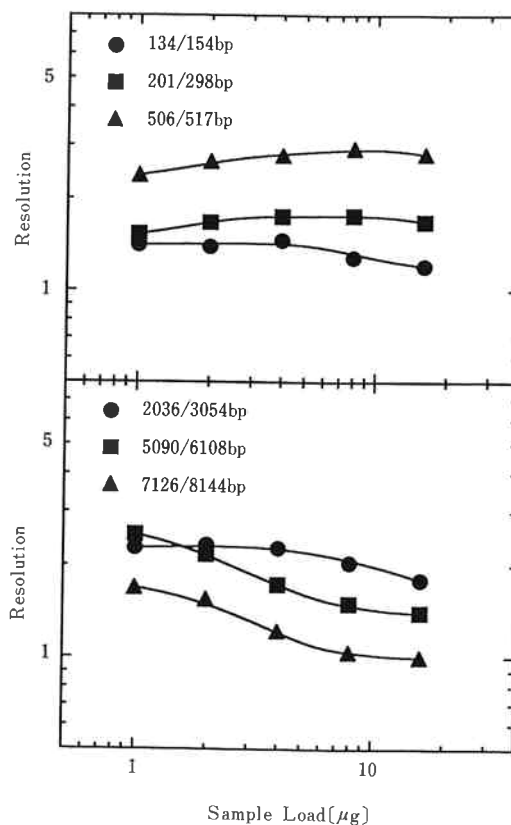 5
134/154bp
201/298bp
506/517bp
Resolution
1
5
2036/3054bp
5090/6108bp
7126/8144bp
Resolution
1
1 10
Sample Load[μg]